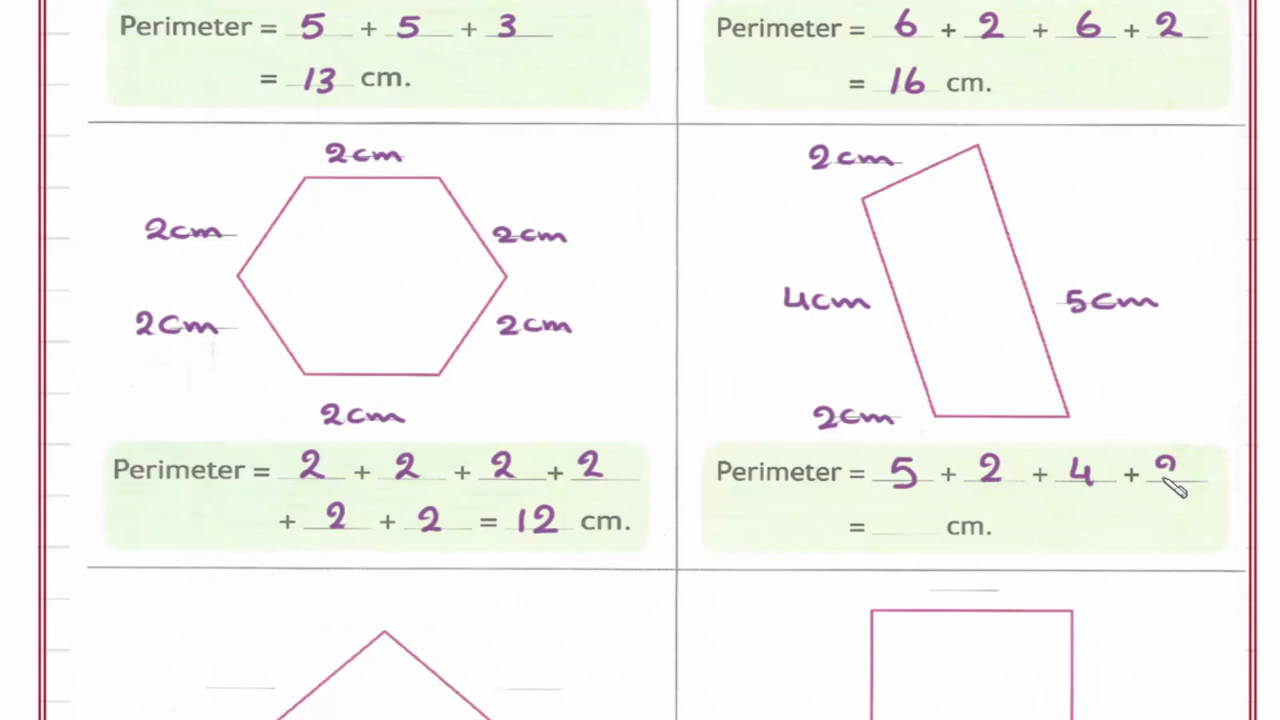 Perimeter = 5 + 5 + 3
= 13 cm.
Perimeter = 6 + 2 + 6 + 2
= 16 cm.
2cm
2cm
2cm
2cm
2cm
2cm
Perimeter = 2 + 2 + 2 + 2
+ 2 + 2 = 12 cm.
2cm
4cm
5cm
2cm
Perimeter = 5 + 2 + 4 +
= cm.